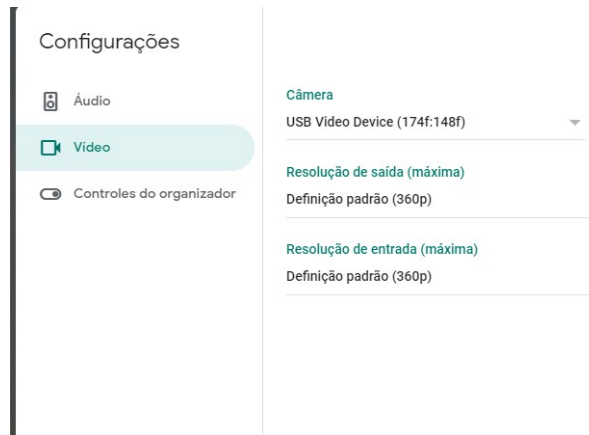 Configurações
Áudio
Vídeo
Controles do organizador
Câmera
USB Video Device (174f:148f)
Resolução de saída (máxima)
Definição padrão (360p)
Resolução de entrada (máxima)
Definição padrão (360p)